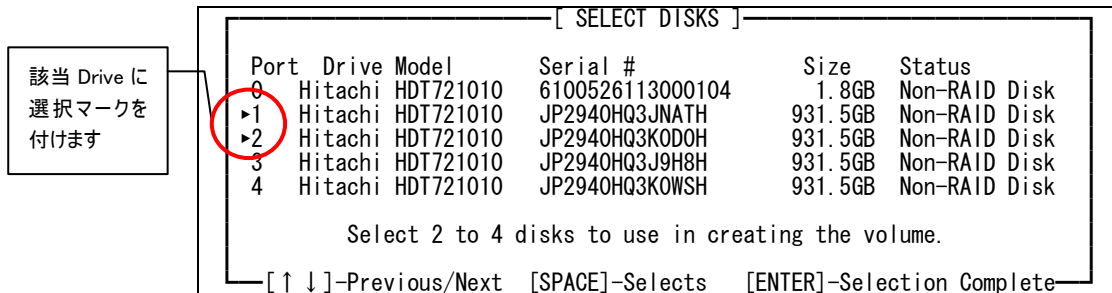 [ SELECT DISKS ]
該当 Drive に
選択マークを
付けます
Port Drive Model Serial # Size Status
0 Hitachi HDT721010 6100526113000104 1.8GB Non-RAID Disk
►1 Hitachi HDT721010 JP2940HQ3JNATH 931.5GB Non-RAID Disk
►2 Hitachi HDT721010 JP2940HQ3K0D0H 931.5GB Non-RAID Disk
3 Hitachi HDT721010 JP2940HQ3J9H8H 931.5GB Non-RAID Disk
4 Hitachi HDT721010 JP2940HQ3K0WSH 931.5GB Non-RAID Disk
Select 2 to 4 disks to use in creating the volume.
[↑↓]-Previous/Next [SPACE]-Selects [ENTER]-Selection Complete